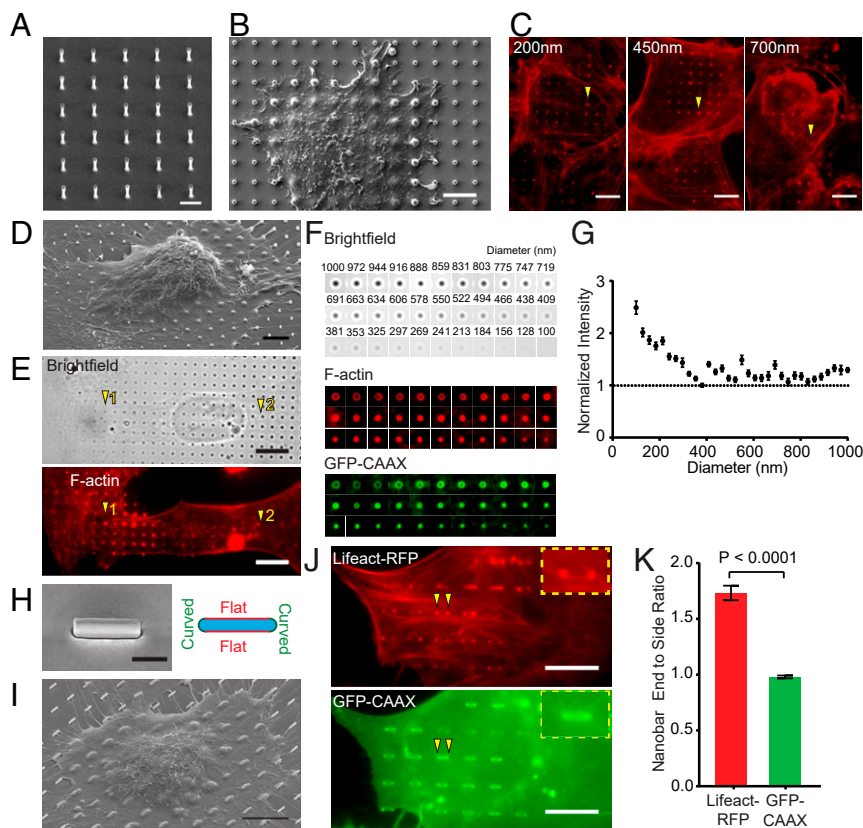 A
B
C
200nm
450nm
700nm
D
E
Brightfield
1
2
F-actin
1
2
F
Brightfield
Diameter (nm)
1000 972 944 916 888 859 831 803 775 747 719
691 663 634 606 578 550 522 494 466 438 409
381 353 325 297 269 241 213 184 156 128 100
F-actin
GFP-CAAX
G
Normalized Intensity
3
2
1
0
0 200 400 600 800 1000
Diameter (nm)
H
Curved
Flat
Flat
Curved
I
J
Lifeact-RFP
GFP-CAAX
K
P < 0.0001
Nanobar End to Side Ratio
2.0
1.5
1.0
0.5
0.0
Lifeact-
RFP
GFP-
CAAX